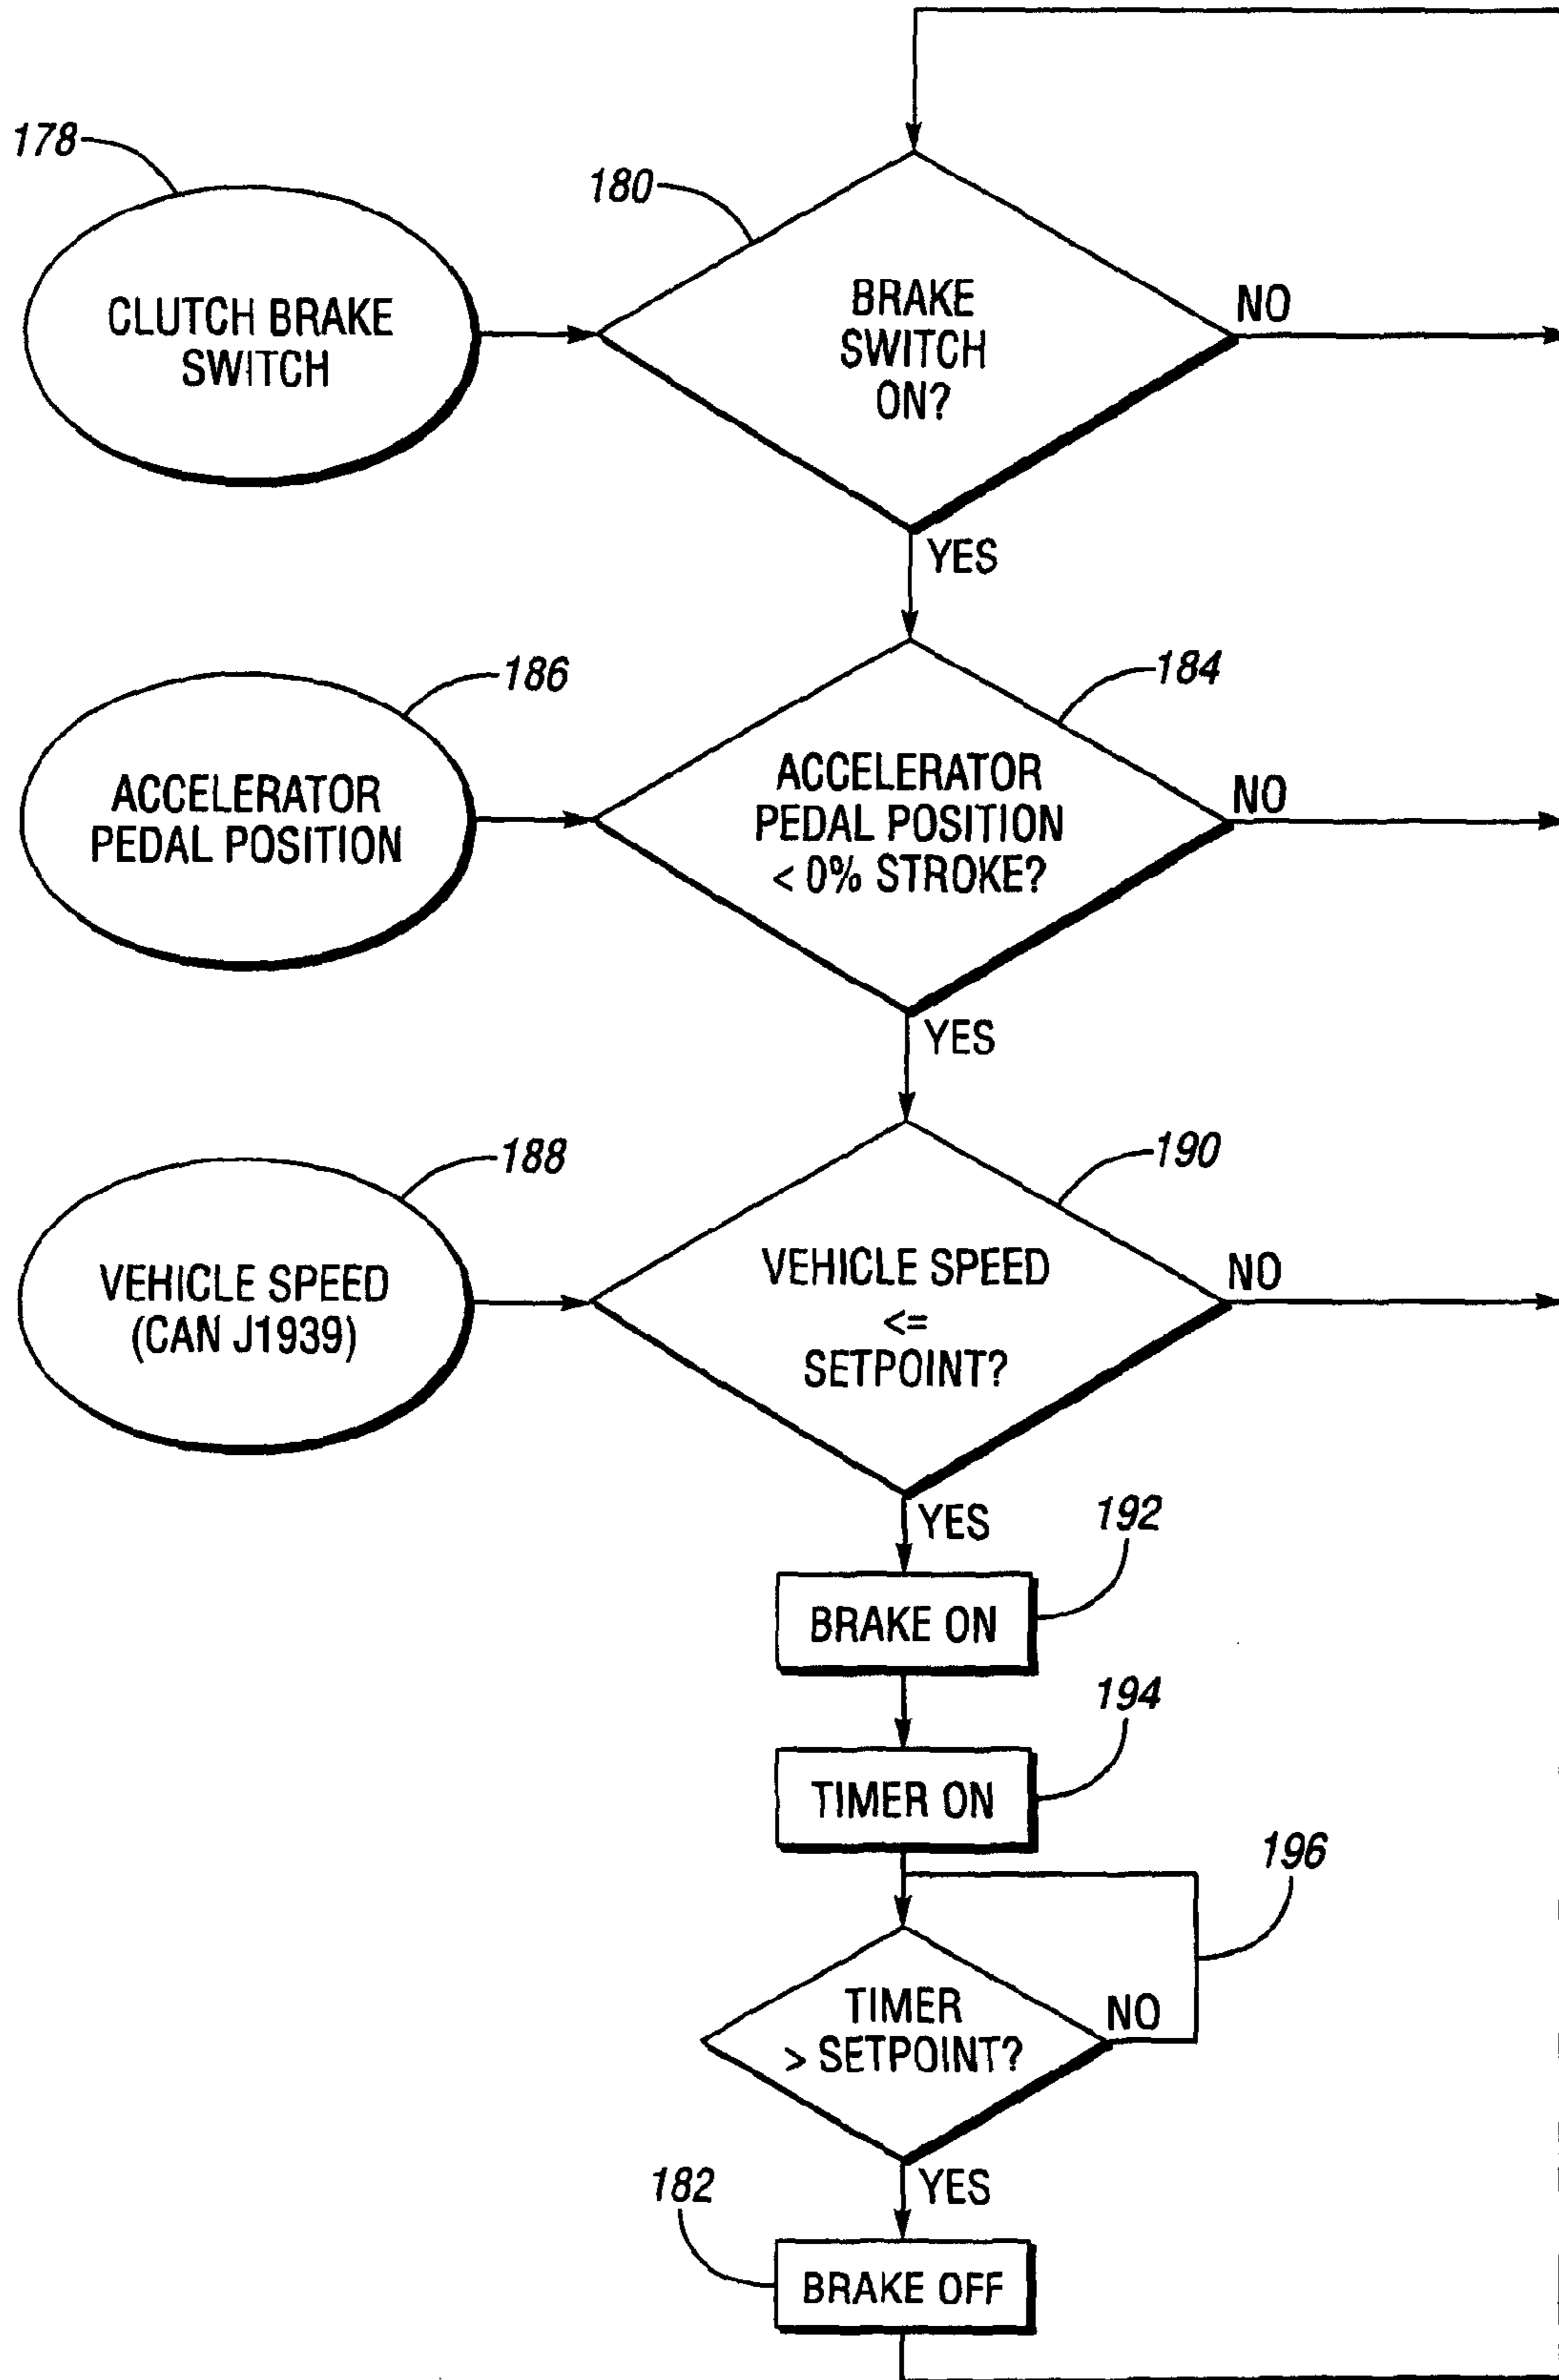 178
180
CLUTCH BRAKE
SWITCH
BRAKE
SWITCH
ON?
NO
YES
186
184
ACCELERATOR
PEDAL POSITION
ACCELERATOR
PEDAL POSITION
< 0% STROKE?
NO
YES
188
190
VEHICLE SPEED
(CAN J1939)
VEHICLE SPEED
<=
SETPOINT?
NO
YES
192
BRAKE ON
194
TIMER ON
196
TIMER
> SETPOINT?
NO
YES
182
BRAKE OFF